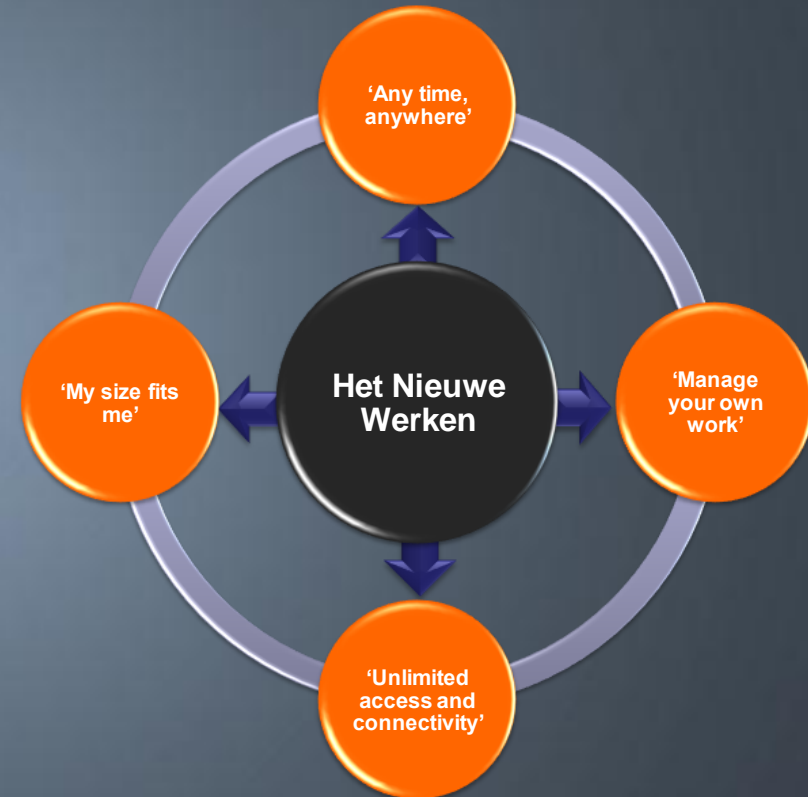 ‘Any time,
anywhere’
‘My size fits
me’
Het Nieuwe
Werken
‘Manage
your own
work’
‘Unlimited
access and
connectivity’